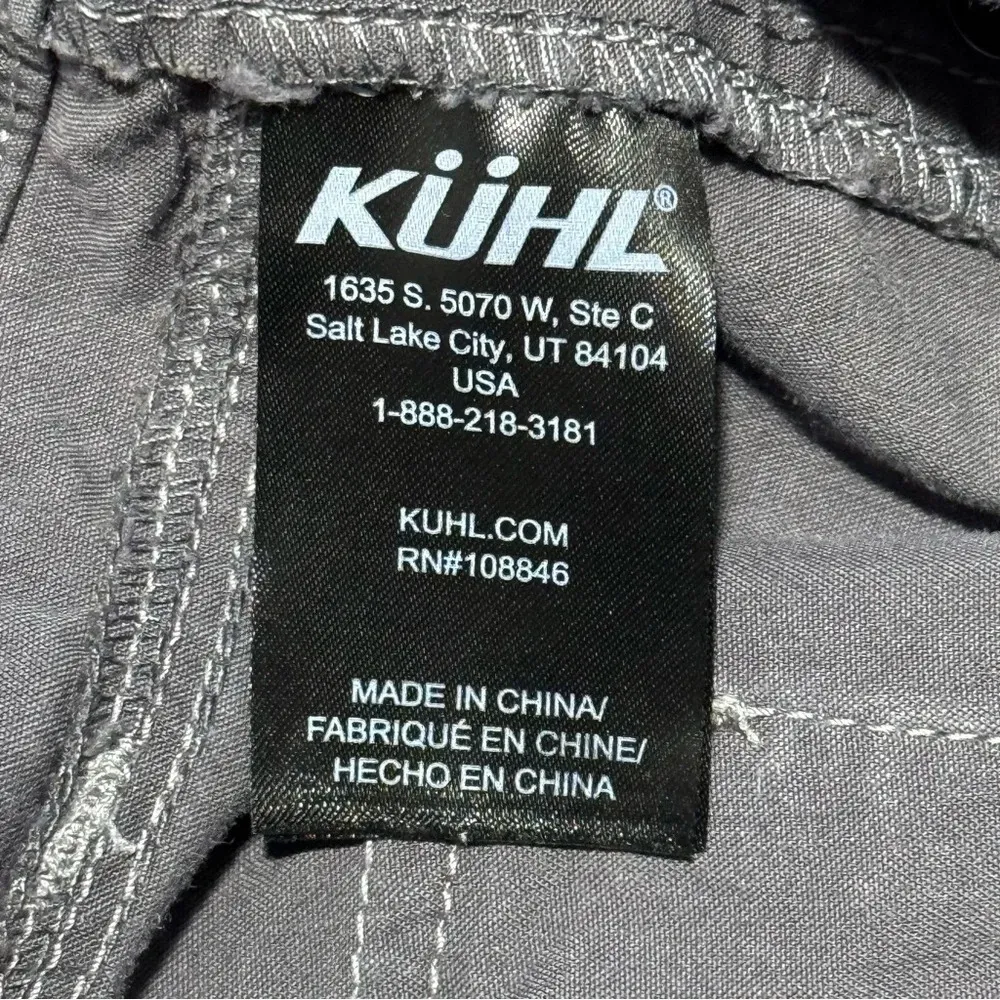 KÜHL®
1635 S. 5070 W, Ste C
Salt Lake City, UT 84104
USA
1-888-218-3181
KUHL.COM
RN#108846
MADE IN CHINA/
FABRIQUÉ EN CHINE/
HECHO EN CHINA